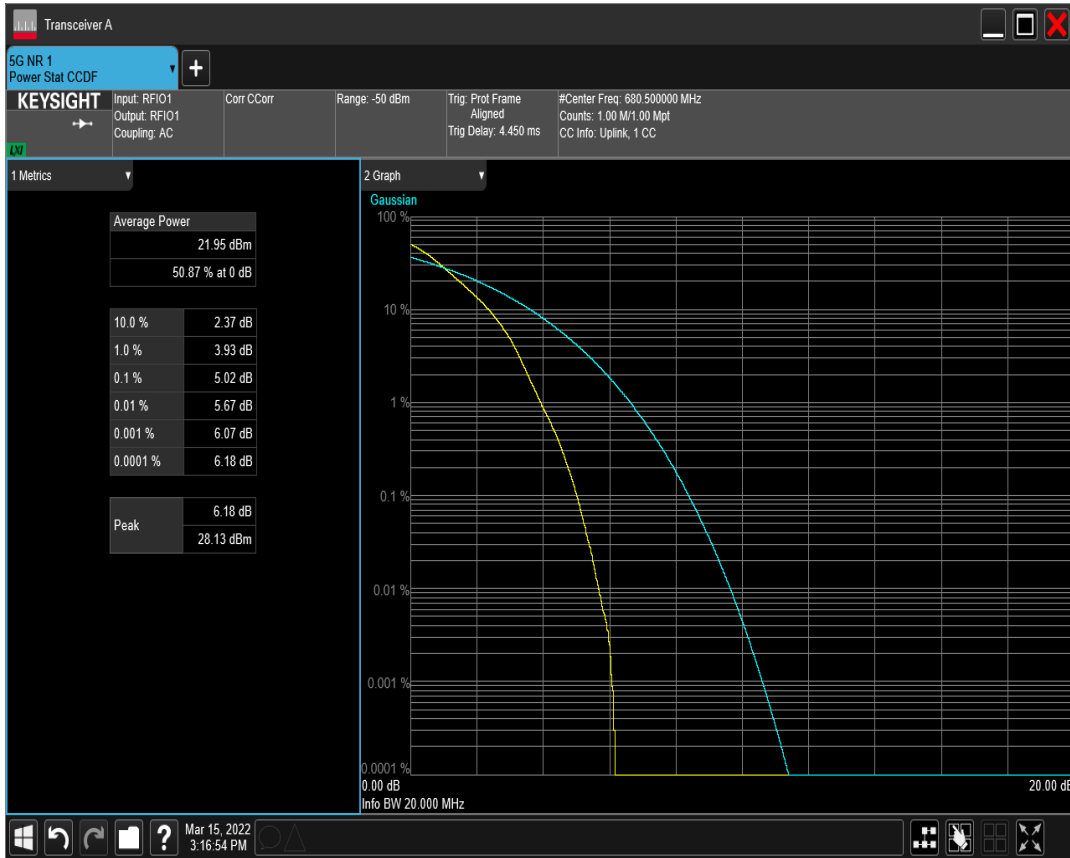 Transceiver A
5G NR 1
Power Stat CCDF
KEYSIGHT
LXI
Input: RFIO1
Output: RFIO1
Coupling: AC
Corr CCorr
Range: -50 dBm
Trig: Prot Frame
Aligned
Trig Delay: 4.450 ms
#Center Freq: 680.500000 MHz
Counts: 1.00 M/1.00 Mpt
CC Info: Uplink, 1 CC
1 Metrics
Average Power
21.95 dBm
50.87 % at 0 dB
10.0 % 2.37 dB
1.0 % 3.93 dB
0.1 % 5.02 dB
0.01 % 5.67 dB
0.001 % 6.07 dB
0.0001 % 6.18 dB
Peak 6.18 dB
28.13 dBm
2 Graph
Gaussian
100 %
10 %
1 %
0.1 %
0.01 %
0.001 %
0.0001 %
0.00 dB 20.00 dB
Info BW 20.000 MHz
?
Mar 15, 2022
3:16:54 PM